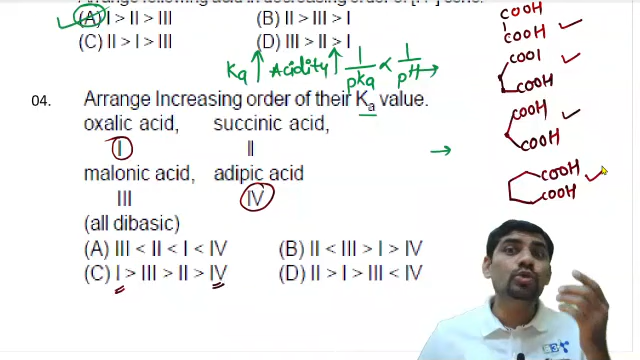 (A) I > II > III (B) II > III > I
(C) II > I > III (D) III > II > I
Ka ↑ Acidity ↑ 1/pKa ∝ 1/pH →
04. Arrange Increasing order of their Ka value.
oxalic acid, succinic acid,
I II
malonic acid, adipic acid
III IV
(all dibasic)
(A) III < II < I < IV (B) II < III > I > IV
(C) I > III > II > IV (D) II > I > III < IV
COOH
COOH
COOH
COOH
COOH
COOH
COOH